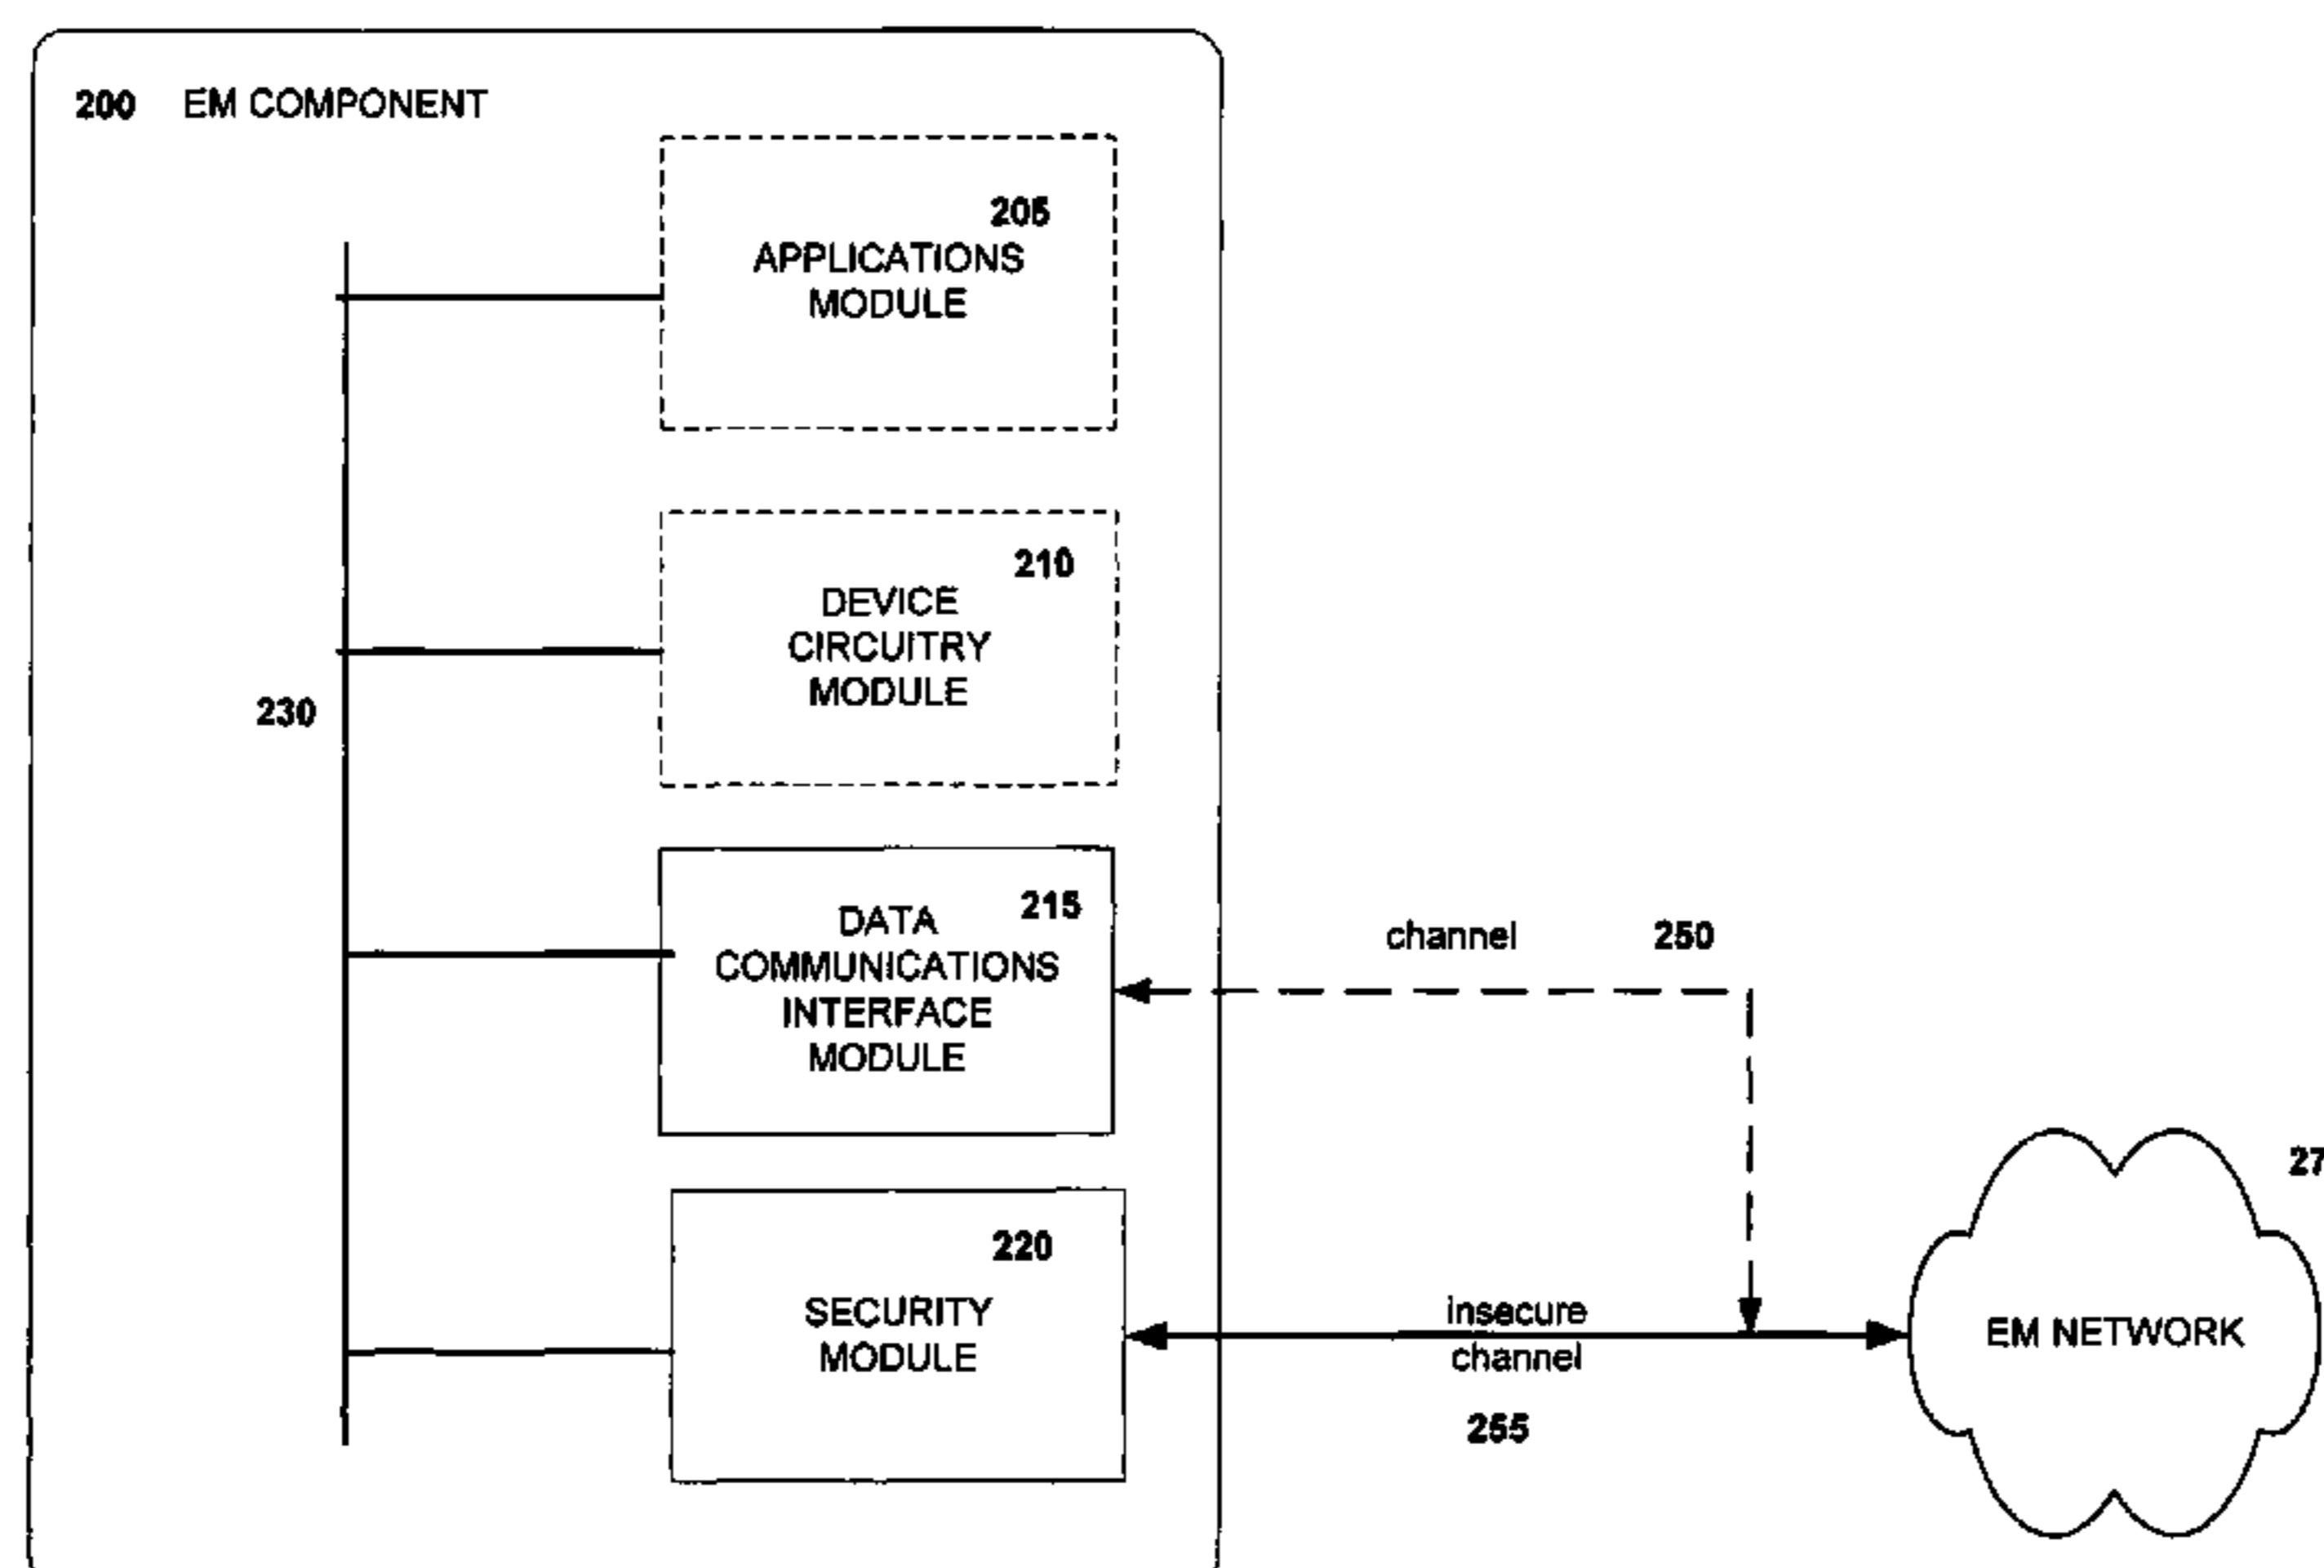 200 EM COMPONENT
205
APPLICATIONS
MODULE
210
DEVICE
CIRCUITRY
MODULE
230
215
DATA
COMMUNICATIONS
INTERFACE
MODULE
channel 250
220
SECURITY
MODULE
insecure
channel
255
EM NETWORK
27